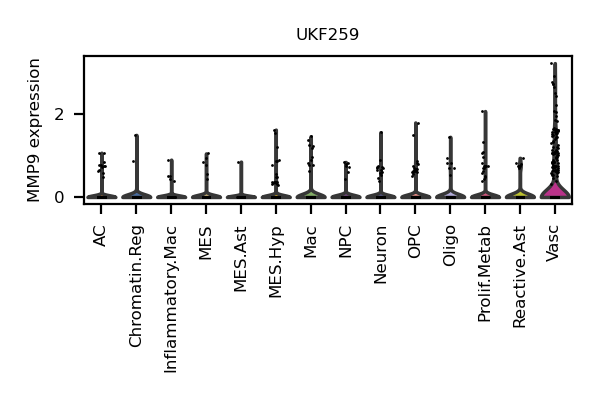 UKF259
MMP9 expression
2
0
AC
Chromatin.Reg
Inflammatory.Mac
MES
MES.Ast
MES.Hyp
Mac
NPC
Neuron
OPC
Oligo
Prolif.Metab
Reactive.Ast
Vasc